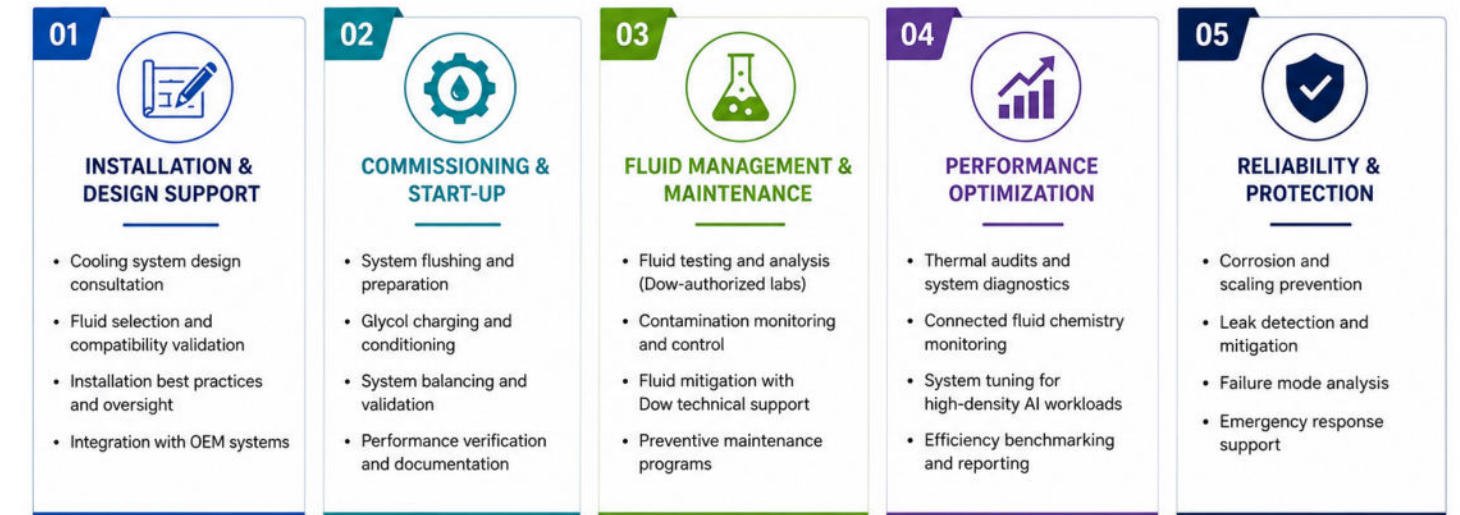 01
INSTALLATION &
DESIGN SUPPORT
• Cooling system design
consultation
• Fluid selection and
compatibility validation
• Installation best practices
and oversight
• Integration with OEM systems
02
COMMISSIONING &
START-UP
• System flushing and
preparation
• Glycol charging and
conditioning
• System balancing and
validation
• Performance verification
and documentation
03
FLUID MANAGEMENT &
MAINTENANCE
• Fluid testing and analysis
(Dow-authorized labs)
• Contamination monitoring
and control
• Fluid mitigation with
Dow technical support
• Preventive maintenance
programs
04
PERFORMANCE
OPTIMIZATION
• Thermal audits and
system diagnostics
• Connected fluid chemistry
monitoring
• System tuning for
high-density AI workloads
• Efficiency benchmarking
and reporting
05
RELIABILITY &
PROTECTION
• Corrosion and
scaling prevention
• Leak detection and
mitigation
• Failure mode analysis
• Emergency response
support